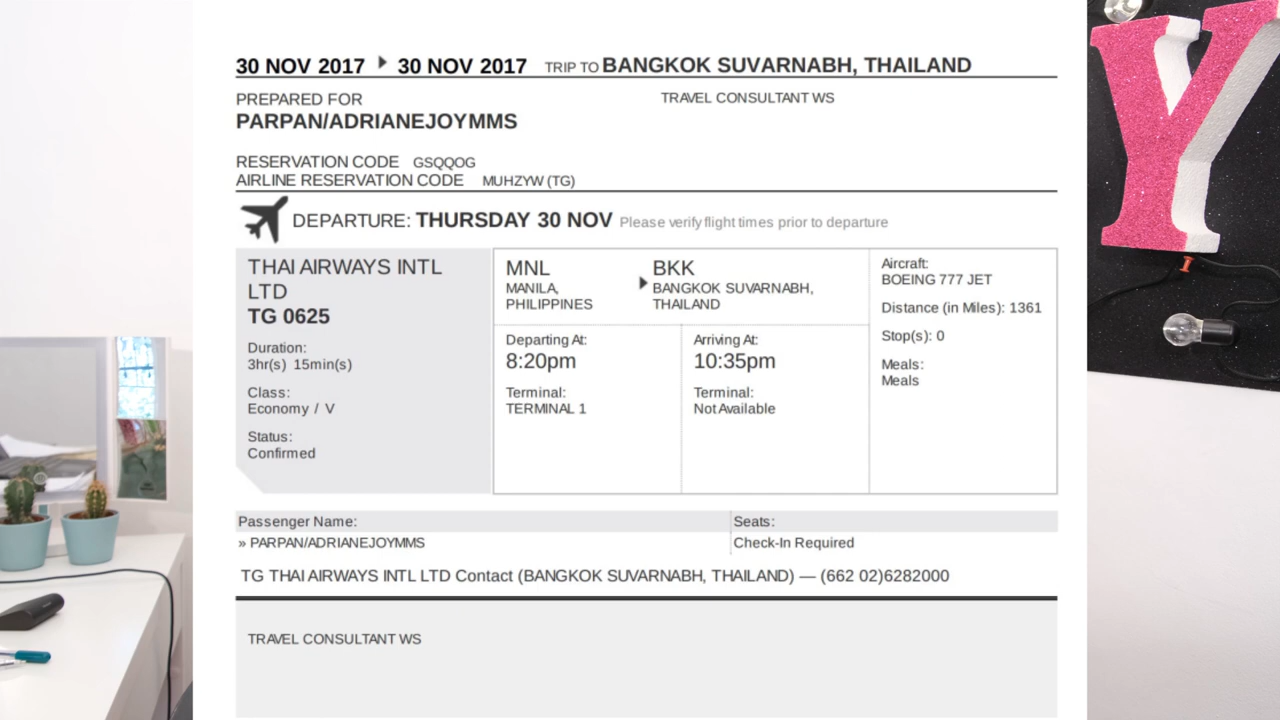 30 NOV 2017 ▸ 30 NOV 2017 TRIP TO BANGKOK SUVARNABH, THAILAND
PREPARED FOR
PARPAN/ADRIANEJOYMMS
TRAVEL CONSULTANT WS
RESERVATION CODE GSQQOG
AIRLINE RESERVATION CODE MUHZYW (TG)
DEPARTURE: THURSDAY 30 NOV Please verify flight times prior to departure
THAI AIRWAYS INTL
LTD
TG 0625
Duration:
3hr(s) 15min(s)
Class:
Economy / V
Status:
Confirmed
MNL
MANILA,
PHILIPPINES
BKK
BANGKOK SUVARNABH,
THAILAND
Departing At:
8:20pm
Terminal:
TERMINAL 1
Arriving At:
10:35pm
Terminal:
Not Available
Aircraft:
BOEING 777 JET
Distance (in Miles): 1361
Stop(s): 0
Meals:
Meals
Passenger Name: Seats:
» PARPAN/ADRIANEJOYMMS Check-In Required
TG THAI AIRWAYS INTL LTD Contact (BANGKOK SUVARNABH, THAILAND) — (662 02)6282000
TRAVEL CONSULTANT WS
Y